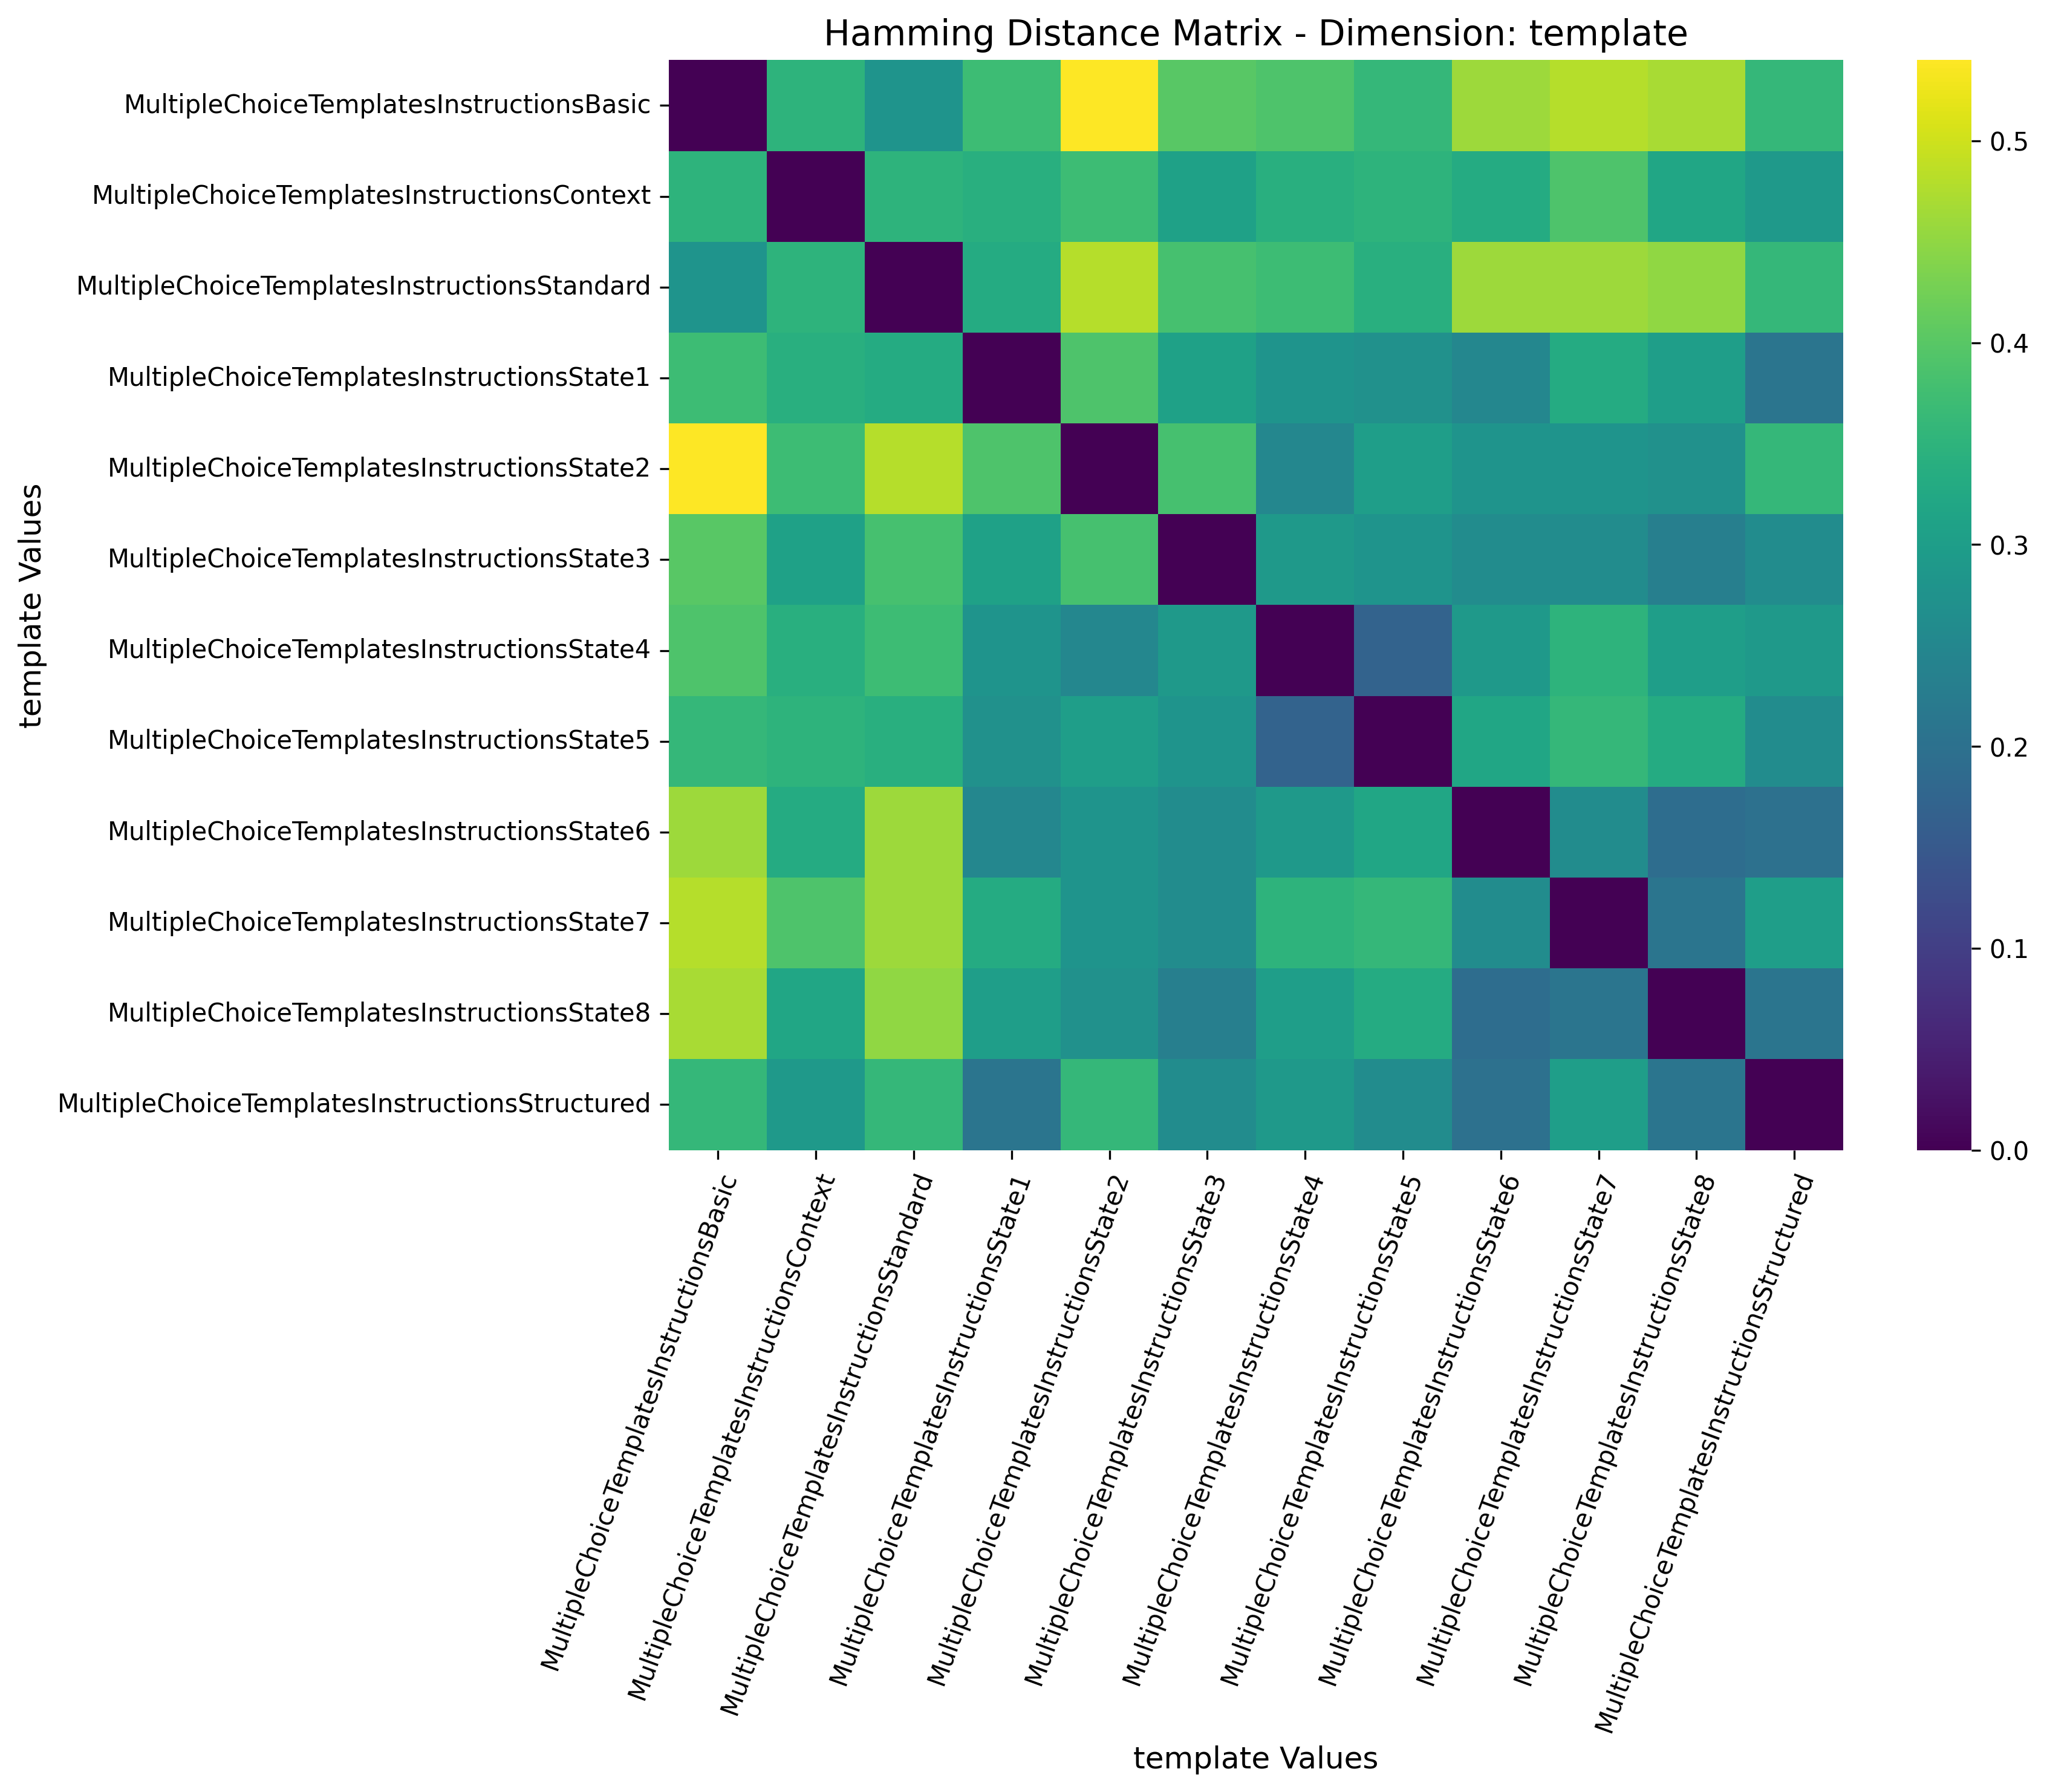 Hamming Distance Matrix - Dimension: template
template Values
MultipleChoiceTemplatesInstructionsBasic
MultipleChoiceTemplatesInstructionsContext
MultipleChoiceTemplatesInstructionsStandard
MultipleChoiceTemplatesInstructionsState1
MultipleChoiceTemplatesInstructionsState2
MultipleChoiceTemplatesInstructionsState3
MultipleChoiceTemplatesInstructionsState4
MultipleChoiceTemplatesInstructionsState5
MultipleChoiceTemplatesInstructionsState6
MultipleChoiceTemplatesInstructionsState7
MultipleChoiceTemplatesInstructionsState8
MultipleChoiceTemplatesInstructionsStructured
0.5
0.4
0.3
0.2
0.1
0.0
MultipleChoiceTemplatesInstructionsBasic
MultipleChoiceTemplatesInstructionsContext
MultipleChoiceTemplatesInstructionsStandard
MultipleChoiceTemplatesInstructionsState1
MultipleChoiceTemplatesInstructionsState2
MultipleChoiceTemplatesInstructionsState3
MultipleChoiceTemplatesInstructionsState4
MultipleChoiceTemplatesInstructionsState5
MultipleChoiceTemplatesInstructionsState6
MultipleChoiceTemplatesInstructionsState7
MultipleChoiceTemplatesInstructionsState8
MultipleChoiceTemplatesInstructionsStructured
template Values